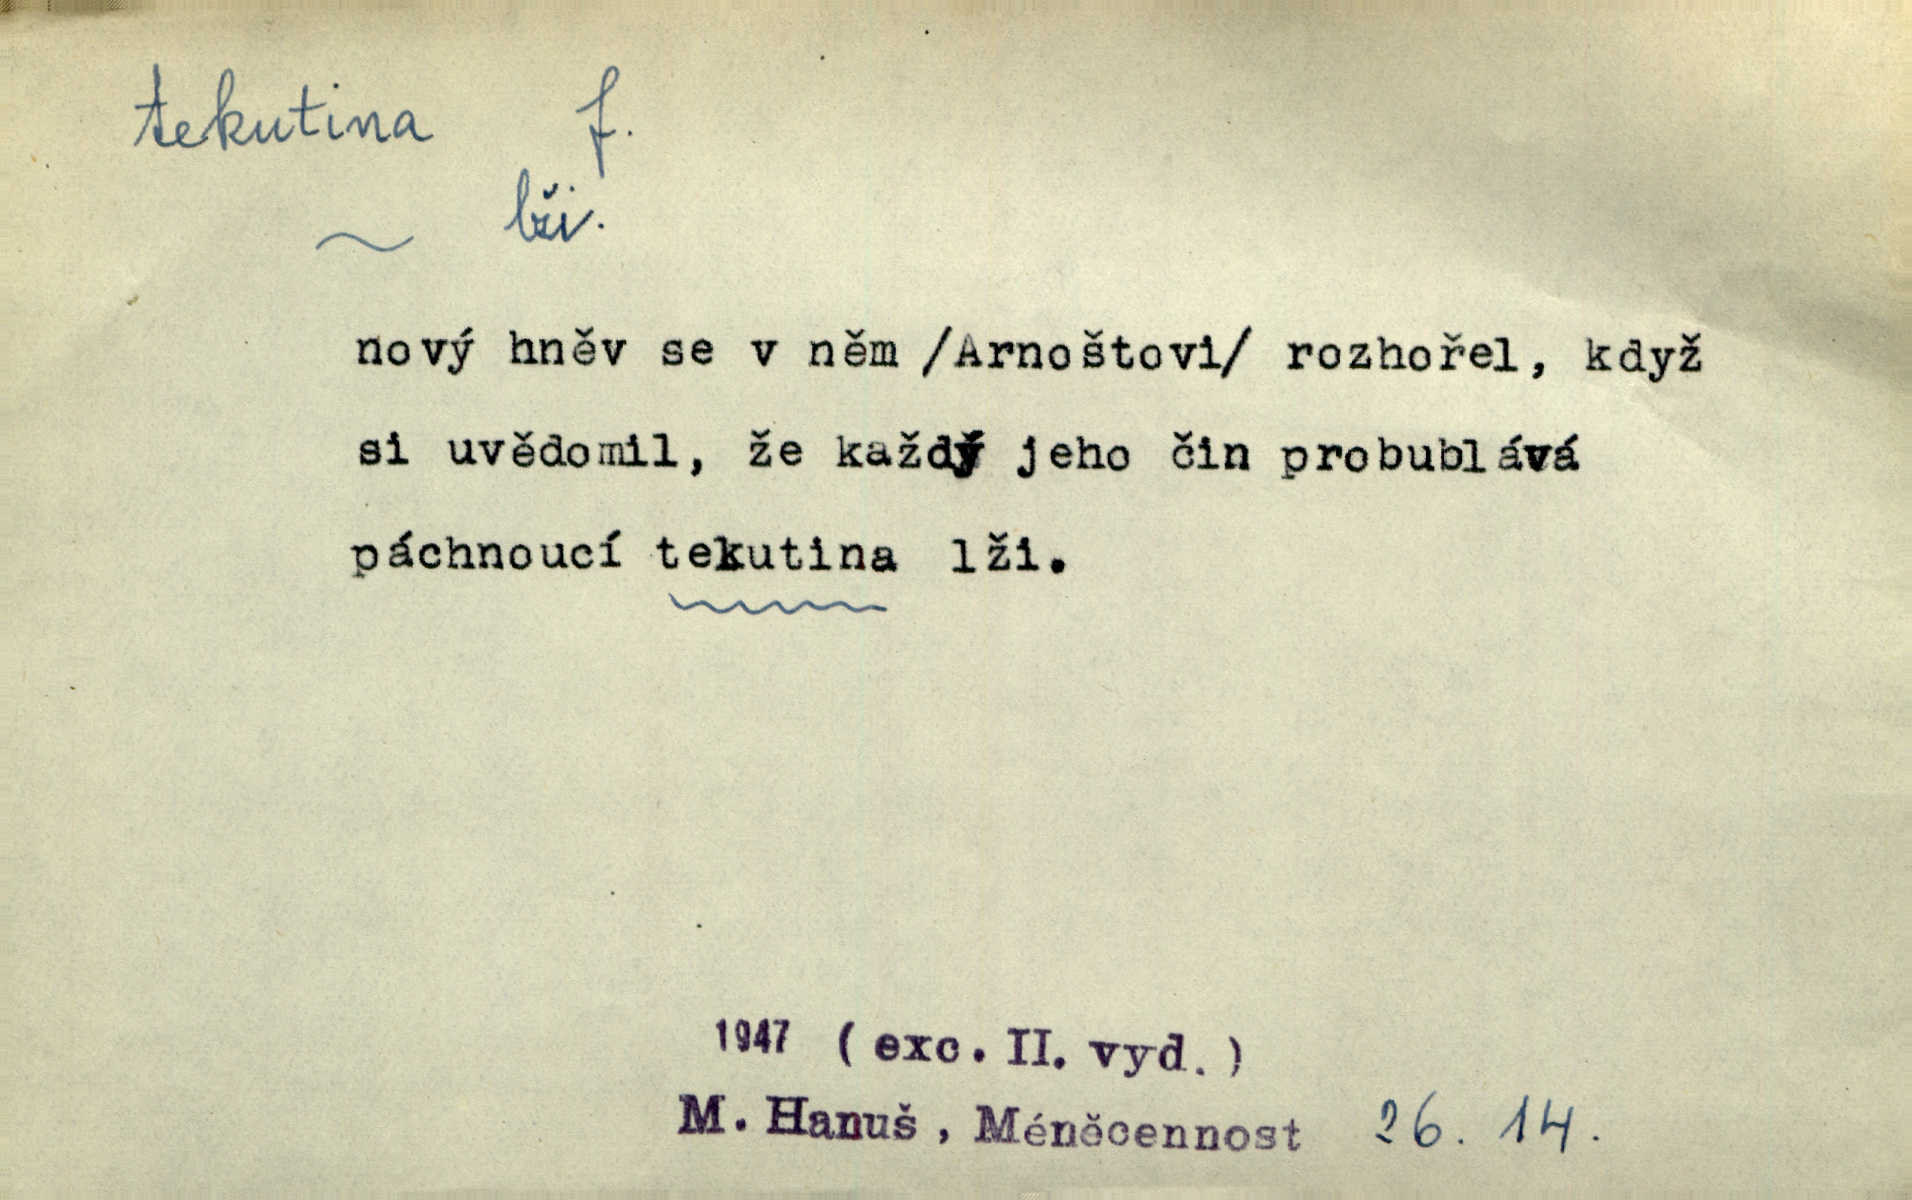 tekutina f.
~ lži.
nový hněv se v něm /Arnoštovi/ rozhořel, když
si uvědomil, že každý jeho čin probublává
páchnoucí tekutina lži.
1947 (exc. II. vyd.)
M. Hanuš, Méněcennost 26. 14.